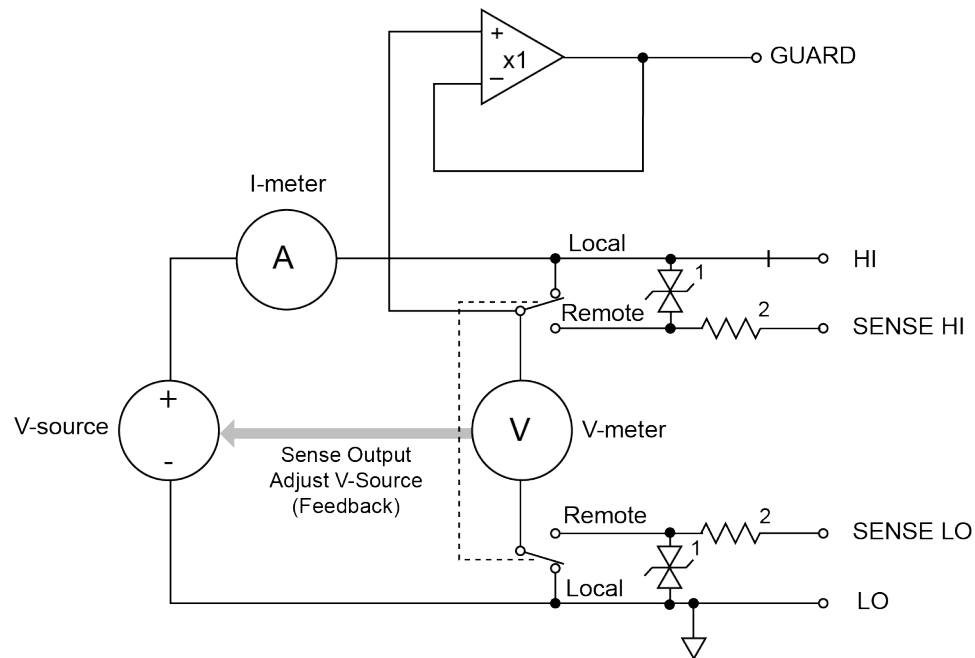 +
x1
–
GUARD
I-meter
A
Local
HI
1
Remote
2
SENSE HI
+
V-source
-
Sense Output
Adjust V-Source
(Feedback)
V
V-meter
Remote
2
SENSE LO
1
Local
LO